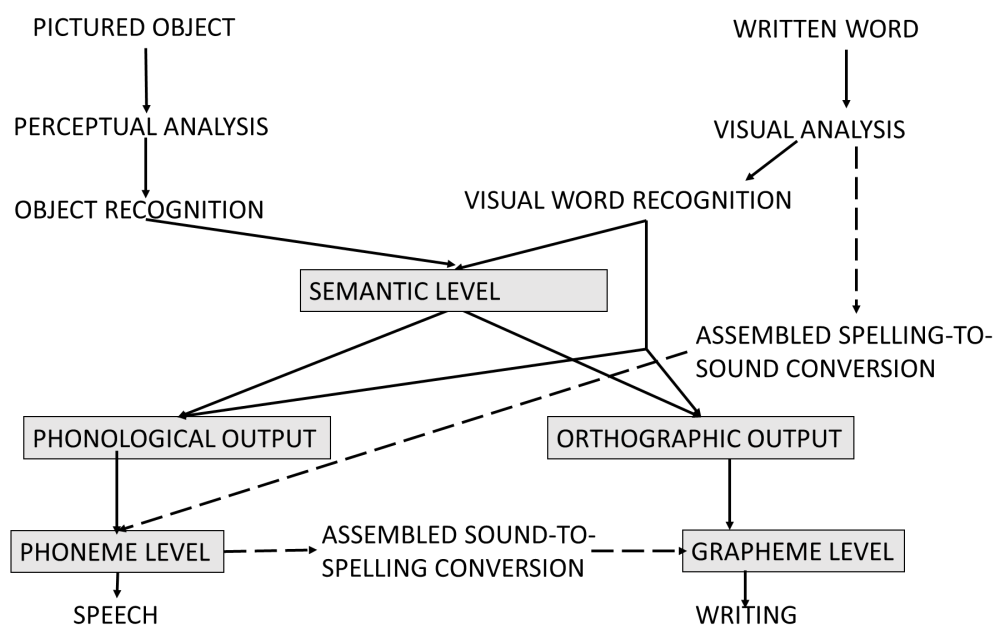 PICTURED OBJECT
WRITTEN WORD
PERCEPTUAL ANALYSIS
VISUAL ANALYSIS
OBJECT RECOGNITION
VISUAL WORD RECOGNITION
SEMANTIC LEVEL
ASSEMBLED SPELLING-TO-
SOUND CONVERSION
PHONOLOGICAL OUTPUT
ORTHOGRAPHIC OUTPUT
PHONEME LEVEL
ASSEMBLED SOUND-TO-
SPELLING CONVERSION
GRAPHEME LEVEL
SPEECH
WRITING